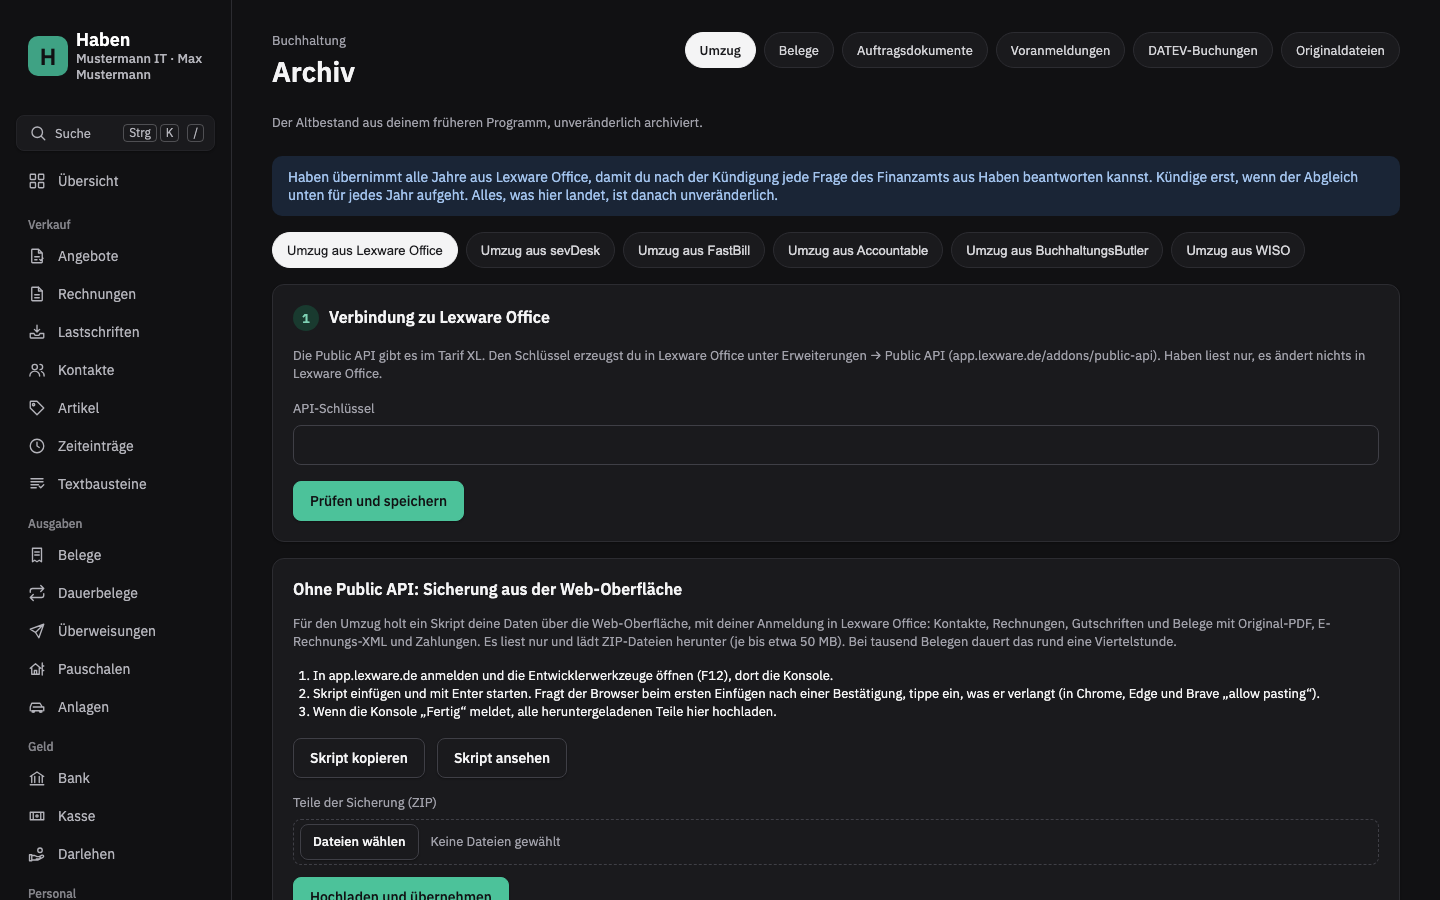 H
Haben
Mustermann IT · Max
Mustermann
Suche
Strg K /
Übersicht
Verkauf
Angebote
Rechnungen
Lastschriften
Kontakte
Artikel
Zeiteinträge
Textbausteine
Ausgaben
Belege
Dauerbelege
Überweisungen
Pauschalen
Anlagen
Geld
Bank
Kasse
Darlehen
Personal
Buchhaltung
Archiv
Umzug
Belege
Auftragsdokumente
Voranmeldungen
DATEV-Buchungen
Originaldateien
Der Altbestand aus deinem früheren Programm, unveränderlich archiviert.
Haben übernimmt alle Jahre aus Lexware Office, damit du nach der Kündigung jede Frage des Finanzamts aus Haben beantworten kannst. Kündige erst, wenn der Abgleich
unten für jedes Jahr aufgeht. Alles, was hier landet, ist danach unveränderlich.
Umzug aus Lexware Office
Umzug aus sevDesk
Umzug aus FastBill
Umzug aus Accountable
Umzug aus BuchhaltungsButler
Umzug aus WISO
1 Verbindung zu Lexware Office
Die Public API gibt es im Tarif XL. Den Schlüssel erzeugst du in Lexware Office unter Erweiterungen → Public API (app.lexware.de/addons/public-api). Haben liest nur, es ändert nichts in
Lexware Office.
API-Schlüssel
Prüfen und speichern
Ohne Public API: Sicherung aus der Web-Oberfläche
Für den Umzug holt ein Skript deine Daten über die Web-Oberfläche, mit deiner Anmeldung in Lexware Office: Kontakte, Rechnungen, Gutschriften und Belege mit Original-PDF, E-
Rechnungs-XML und Zahlungen. Es liest nur und lädt ZIP-Dateien herunter (je bis etwa 50 MB). Bei tausend Belegen dauert das rund eine Viertelstunde.
1. In app.lexware.de anmelden und die Entwicklerwerkzeuge öffnen (F12), dort die Konsole.
2. Skript einfügen und mit Enter starten. Fragt der Browser beim ersten Einfügen nach einer Bestätigung, tippe ein, was er verlangt (in Chrome, Edge und Brave „allow pasting“).
3. Wenn die Konsole „Fertig“ meldet, alle heruntergeladenen Teile hier hochladen.
Skript kopieren
Skript ansehen
Teile der Sicherung (ZIP)
Dateien wählen
Keine Dateien gewählt
Hochladen und übernehmen